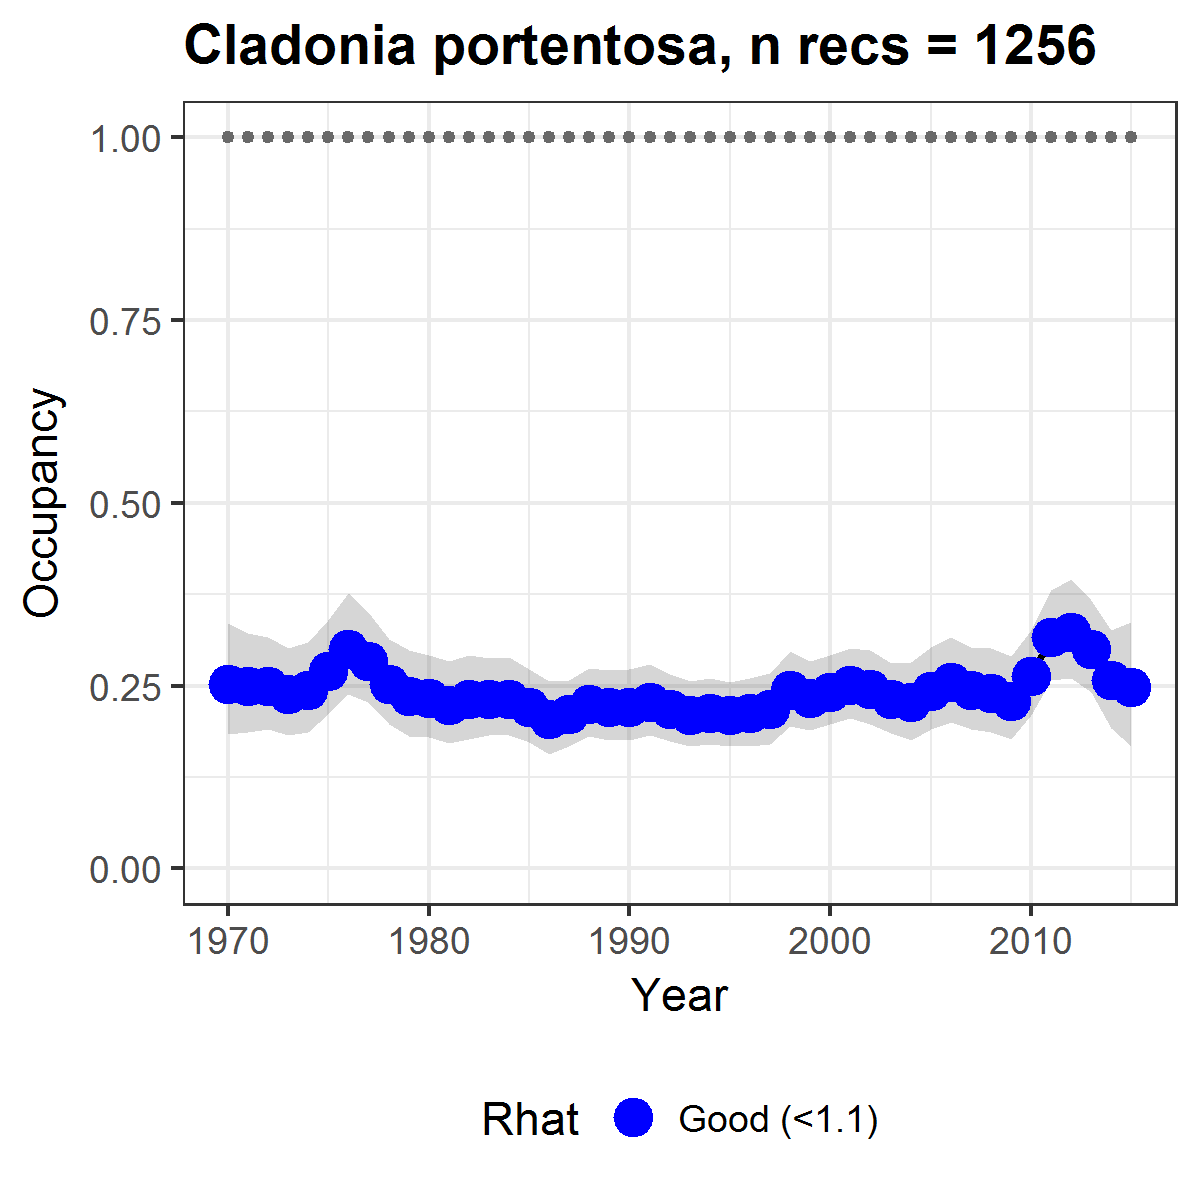 Cladonia portentosa, n recs = 1256
1.00
0.75
0.50
0.25
0.00
Occupancy
1970 1980 1990 2000 2010
Year
Rhat Good (<1.1)